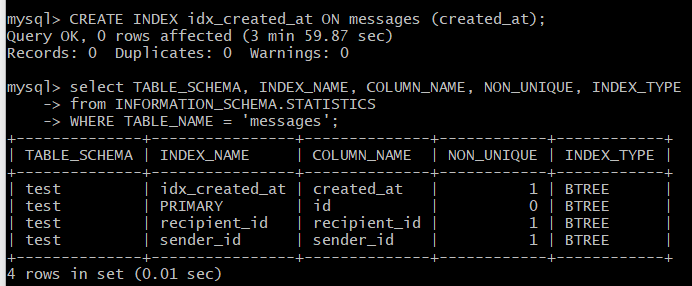 mysql> CREATE INDEX idx_created_at ON messages (created_at);
Query OK, 0 rows affected (3 min 59.87 sec)
Records: 0  Duplicates: 0  Warnings: 0

mysql> select TABLE_SCHEMA, INDEX_NAME, COLUMN_NAME, NON_UNIQUE, INDEX_TYPE
    -> from INFORMATION_SCHEMA.STATISTICS
    -> WHERE TABLE_NAME = 'messages';
+--------------+----------------+--------------+------------+------------+
| TABLE_SCHEMA | INDEX_NAME     | COLUMN_NAME  | NON_UNIQUE | INDEX_TYPE |
+--------------+----------------+--------------+------------+------------+
| test         | idx_created_at | created_at   |          1 | BTREE      |
| test         | PRIMARY        | id           |          0 | BTREE      |
| test         | recipient_id   | recipient_id |          1 | BTREE      |
| test         | sender_id      | sender_id    |          1 | BTREE      |
+--------------+----------------+--------------+------------+------------+
4 rows in set (0.01 sec)